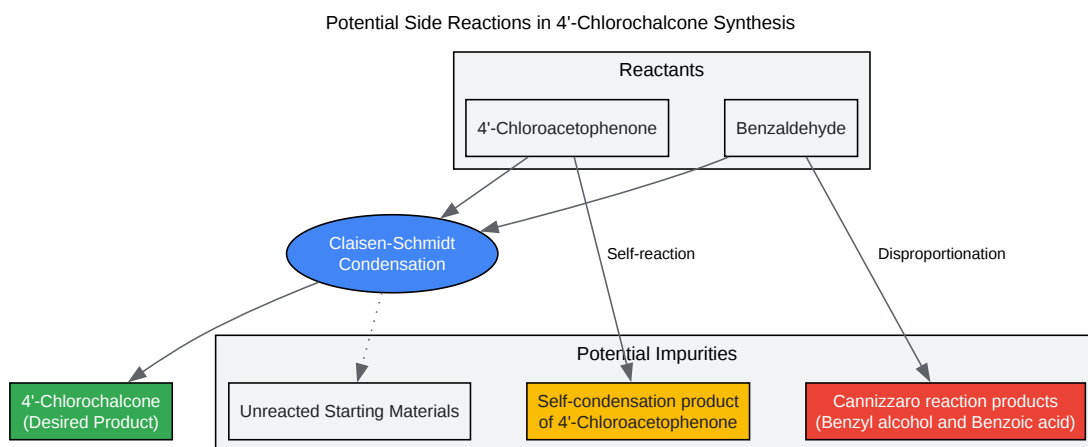 Potential Side Reactions in 4'-Chlorochalcone Synthesis
Reactants
4'-Chloroacetophenone
Benzaldehyde
Claisen-Schmidt
Condensation
Self-reaction
Disproportionation
Potential Impurities
4'-Chlorochalcone
(Desired Product)
Unreacted Starting Materials
Self-condensation product
of 4'-Chloroacetophenone
Cannizzaro reaction products
(Benzyl alcohol and Benzoic acid)